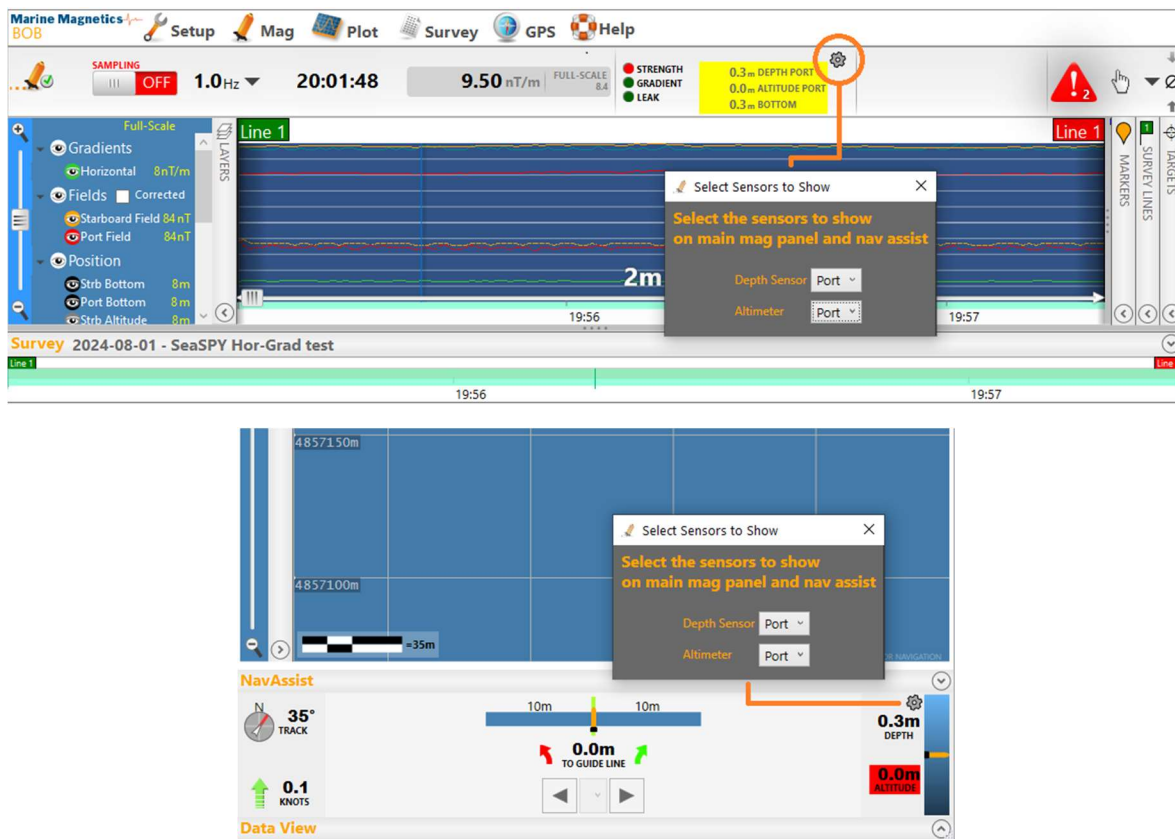 Marine Magnetics
BOB
Setup
Mag
Plot
Survey
GPS
Help
SAMPLING
OFF
1.0Hz
20:01:48
9.50 nT/m
FULL-SCALE
8.4
STRENGTH
GRADIENT
LEAK
0.3 m DEPTH PORT
0.0 m ALTITUDE PORT
0.3 m BOTTOM
2
Full-Scale
Gradients
Horizontal 8nT/m
Fields Corrected
Starboard Field 84nT
Port Field 84nT
Position
Strb Bottom 8m
Port Bottom 8m
Strb Altitude 8m
LAYERS
Line 1
Line 1
2m
19:56
19:57
Select Sensors to Show
Select the sensors to show
on main mag panel and nav assist
Depth Sensor Port
Altimeter Port
MARKERS
1
SURVEY LINES
TARGETS
Survey 2024-08-01 - SeaSPY Hor-Grad test
Line 1
Line
19:56
19:57
4857150m
4857100m
=35m
Select Sensors to Show
Select the sensors to show
on main mag panel and nav assist
Depth Sensor Port
Altimeter Port
NAVIGATION
NavAssist
N
35°
TRACK
0.1
KNOTS
10m
10m
0.0m
TO GUIDE LINE
0.3m
DEPTH
0.0m
ALTITUDE
Data View